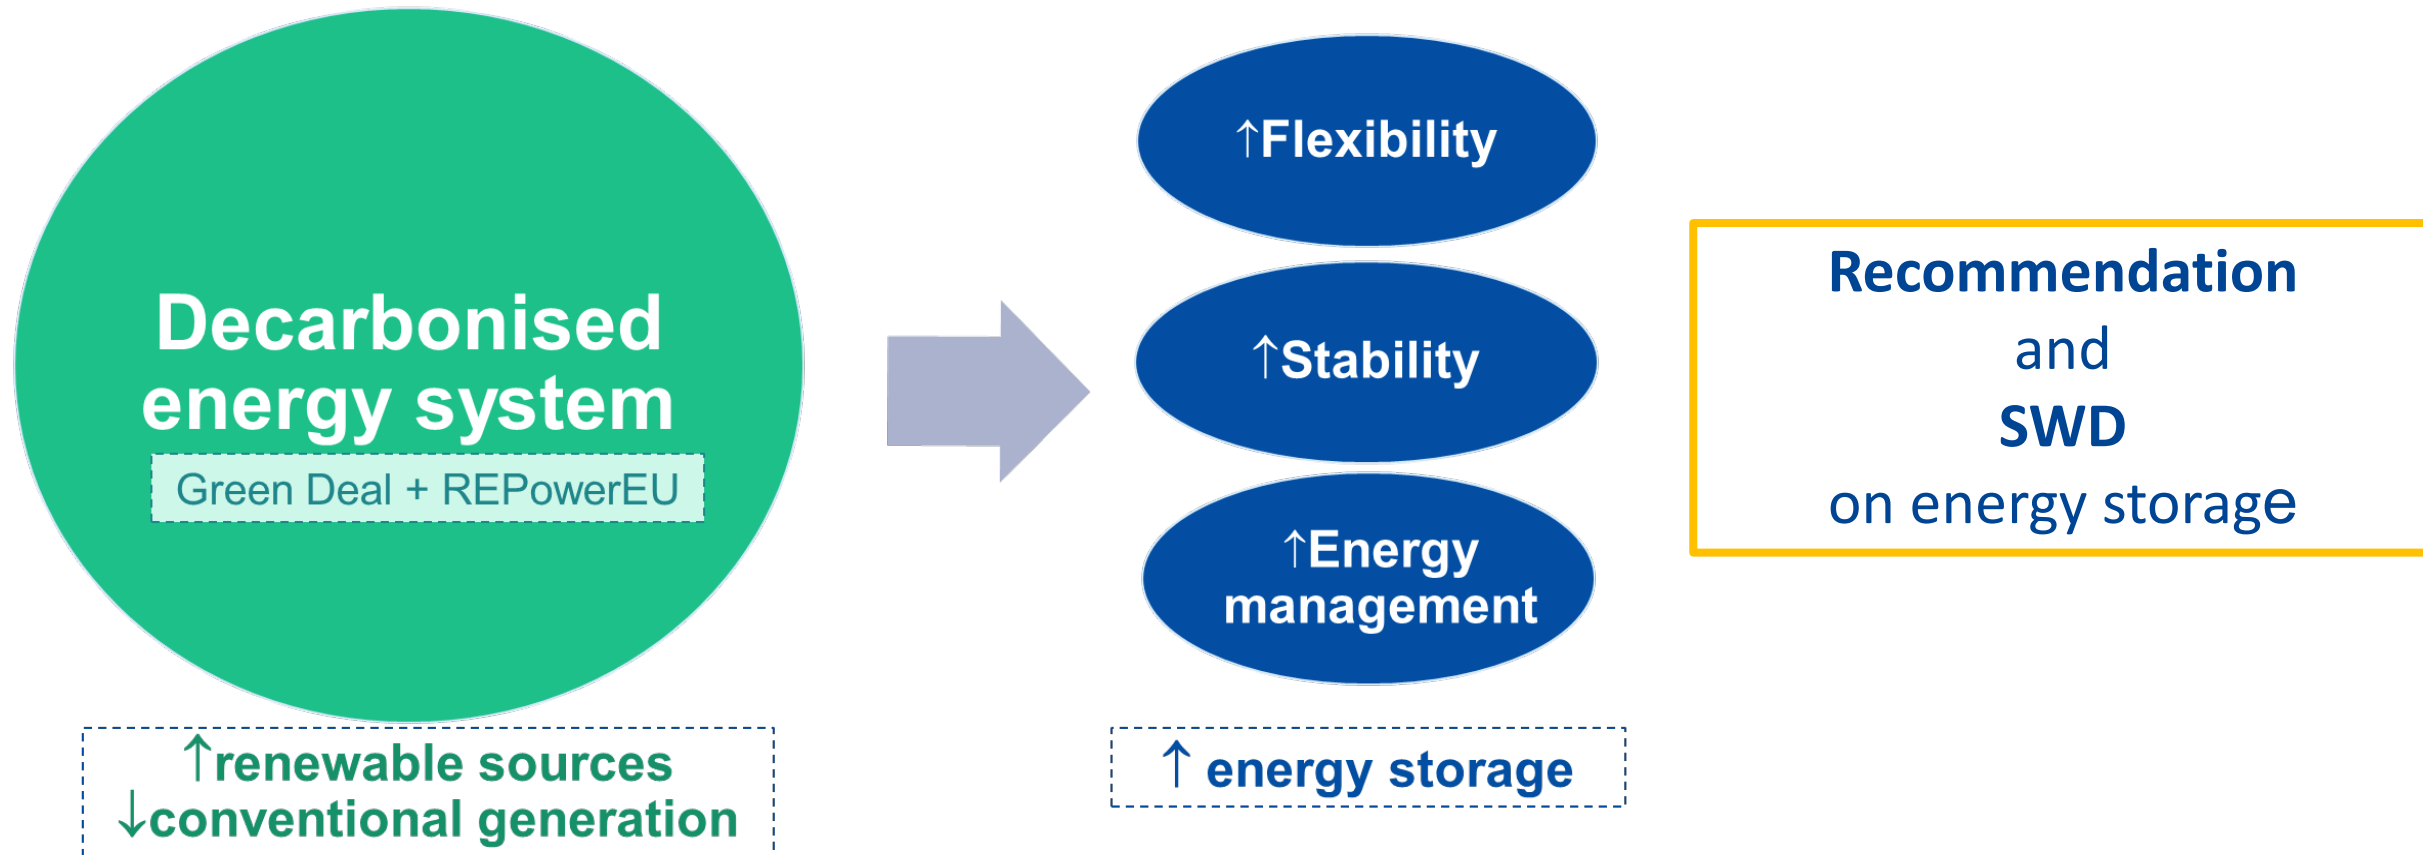 Decarbonised
energy system
Green Deal + REPowerEU
↑renewable sources
↓conventional generation
↑Flexibility
↑Stability
↑Energy
management
↑ energy storage
Recommendation
and
SWD
on energy storage